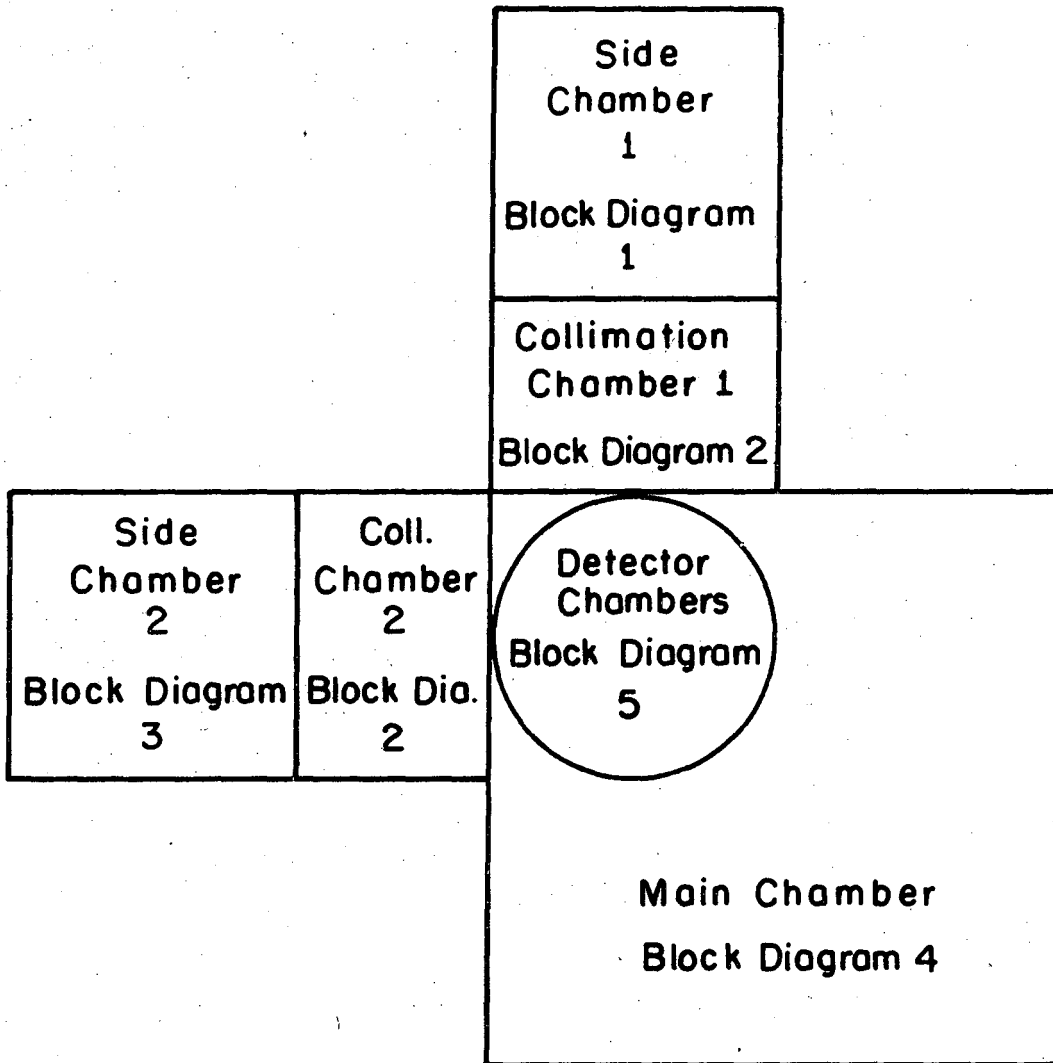 Side
Chamber
1
Block Diagram
1
Collimation
Chamber 1
Block Diagram 2
Side
Chamber
2
Block Diagram
3
Coll.
Chamber
2
Block Dia.
2
Detector
Chambers
Block Diagram
5
Main Chamber
Block Diagram 4